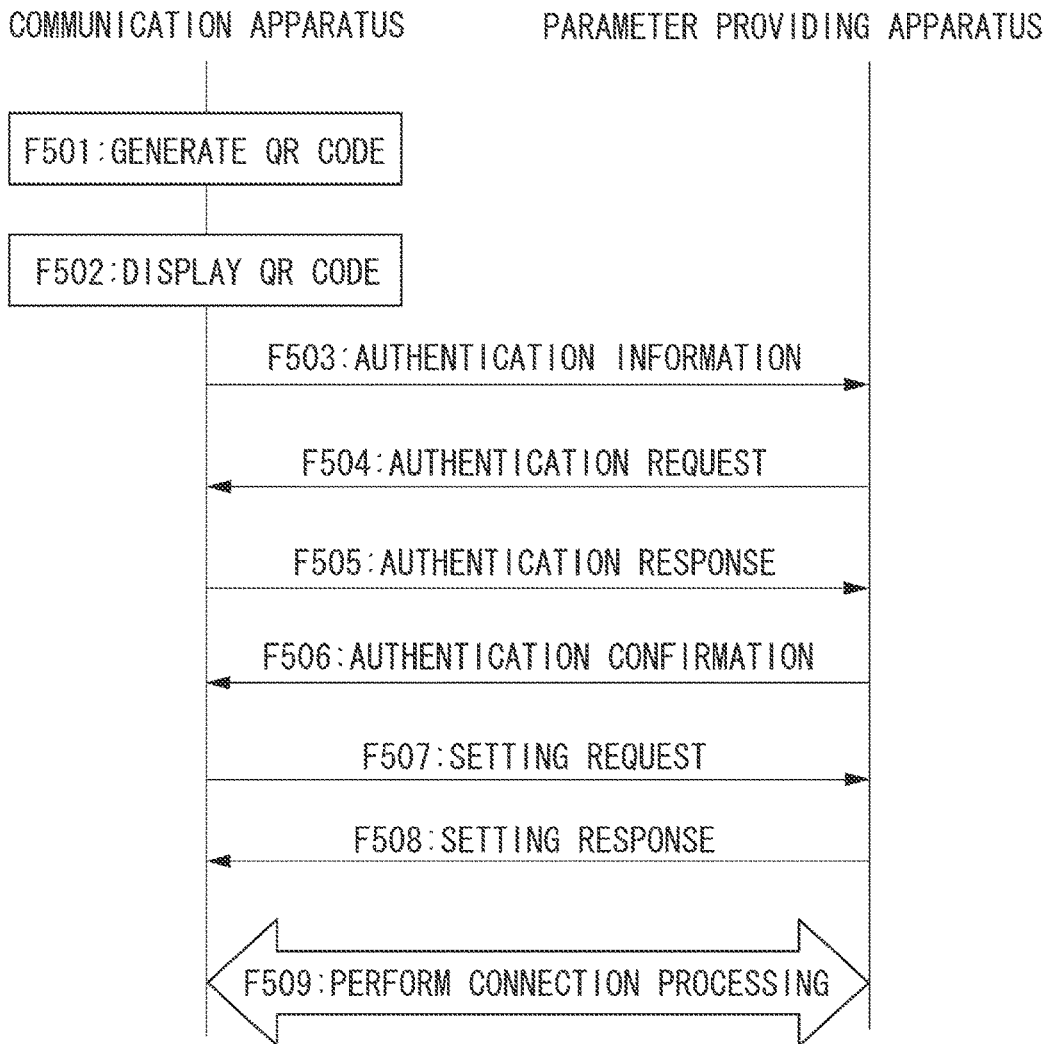 COMMUNICATION APPARATUS
PARAMETER PROVIDING APPARATUS
F501:GENERATE QR CODE
F502:DISPLAY QR CODE
F503:AUTHENTICATION INFORMATION
F504:AUTHENTICATION REQUEST
F505:AUTHENTICATION RESPONSE
F506:AUTHENTICATION CONFIRMATION
F507:SETTING REQUEST
F508:SETTING RESPONSE
F509:PERFORM CONNECTION PROCESSING